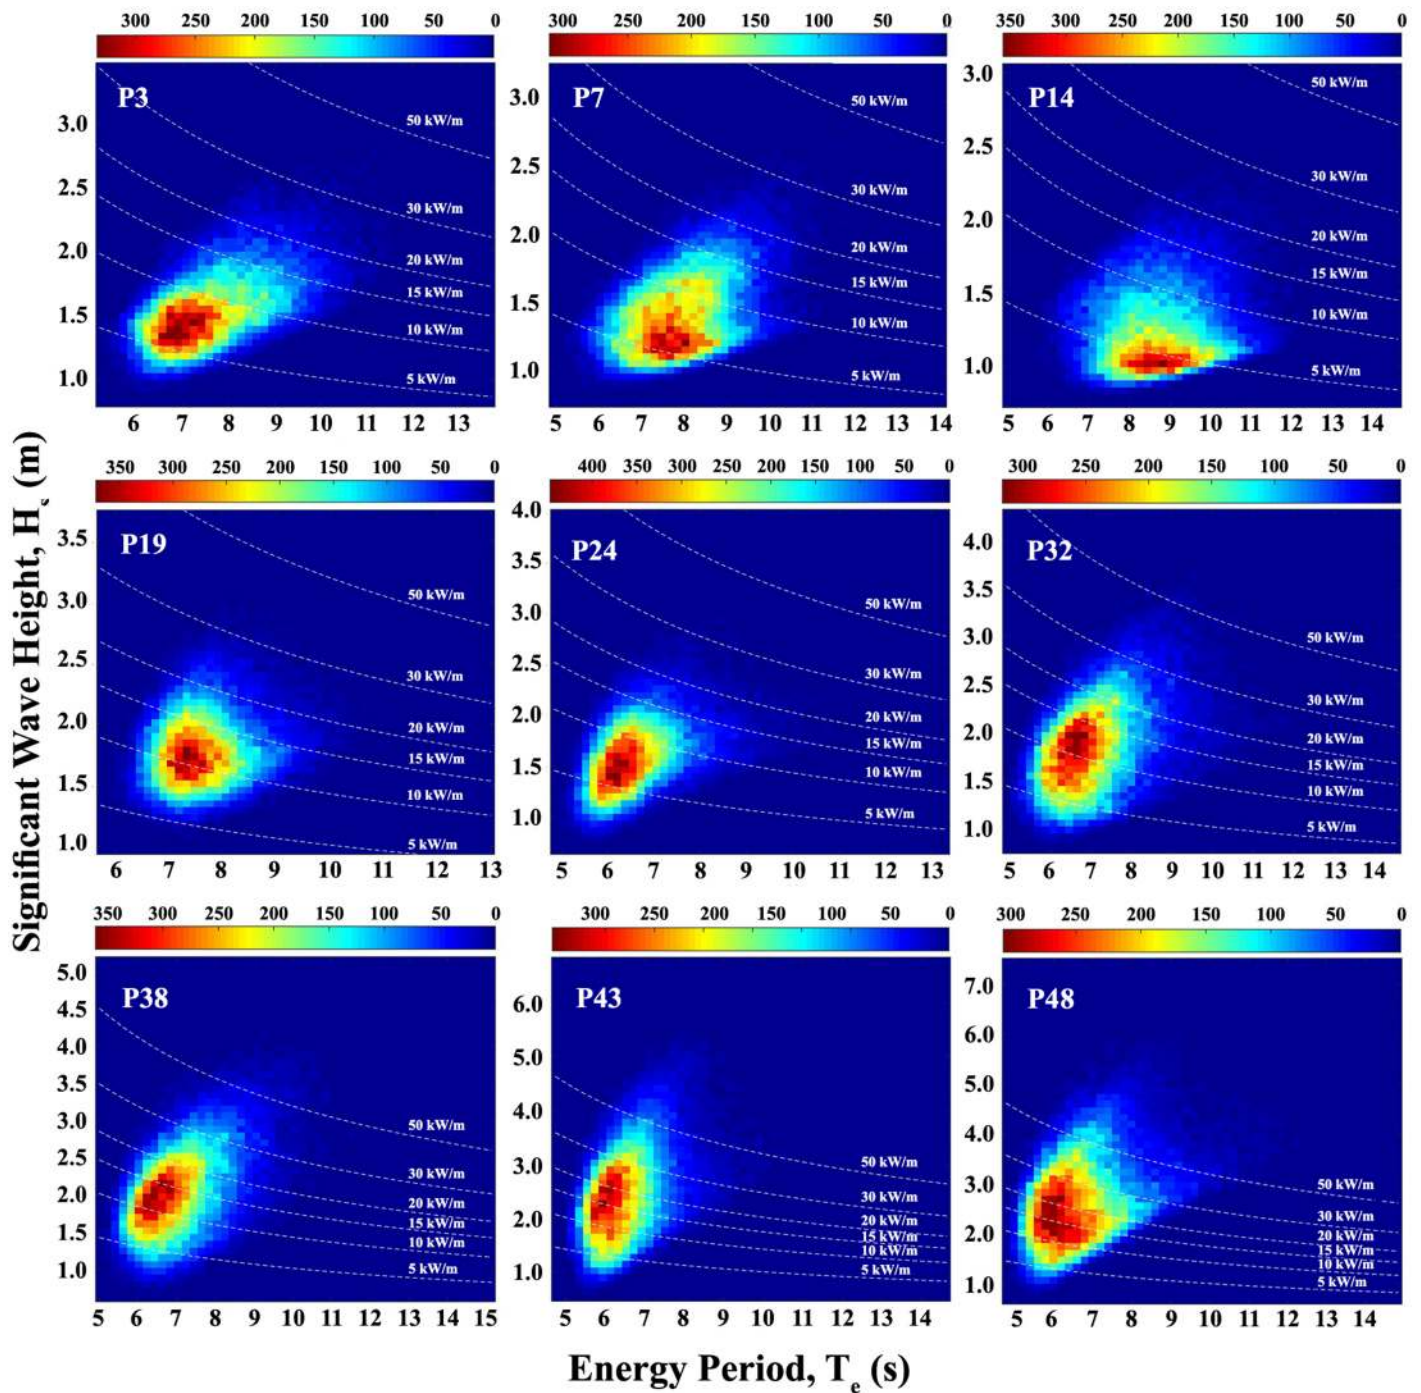 300 250 200 150 100 50 0
300 250 200 150 100 50 0
350 300 250 200 150 100 50 0
P3
50 kW/m
30 kW/m
20 kW/m
15 kW/m
10 kW/m
5 kW/m
3.0
2.5
2.0
1.5
1.0
6 7 8 9 10 11 12 13
P7
50 kW/m
30 kW/m
20 kW/m
15 kW/m
10 kW/m
5 kW/m
3.0
2.5
2.0
1.5
1.0
5 6 7 8 9 10 11 12 13 14
P14
50 kW/m
30 kW/m
20 kW/m
15 kW/m
10 kW/m
5 kW/m
3.0
2.5
2.0
1.5
1.0
5 6 7 8 9 10 11 12 13 14
Significant Wave Height, Hs (m)
350 300 250 200 150 100 50 0
400 350 300 250 200 150 100 50 0
300 250 200 150 100 50 0
P19
50 kW/m
30 kW/m
20 kW/m
15 kW/m
10 kW/m
5 kW/m
3.5
3.0
2.5
2.0
1.5
1.0
6 7 8 9 10 11 12 13
P24
50 kW/m
30 kW/m
20 kW/m
15 kW/m
10 kW/m
5 kW/m
4.0
3.5
3.0
2.5
2.0
1.5
1.0
5 6 7 8 9 10 11 12 13
P32
50 kW/m
30 kW/m
20 kW/m
15 kW/m
10 kW/m
5 kW/m
4.0
3.5
3.0
2.5
2.0
1.5
1.0
5 6 7 8 9 10 11 12 13 14
350 300 250 200 150 100 50 0
300 250 200 150 100 50 0
300 250 200 150 100 50 0
P38
50 kW/m
30 kW/m
20 kW/m
15 kW/m
10 kW/m
5 kW/m
5.0
4.5
4.0
3.5
3.0
2.5
2.0
1.5
1.0
5 6 7 8 9 10 11 12 13 14 15
P43
50 kW/m
30 kW/m
20 kW/m
15 kW/m
10 kW/m
5 kW/m
6.0
5.0
4.0
3.0
2.0
1.0
5 6 7 8 9 10 11 12 13 14
P48
50 kW/m
30 kW/m
20 kW/m
15 kW/m
10 kW/m
5 kW/m
7.0
6.0
5.0
4.0
3.0
2.0
1.0
5 6 7 8 9 10 11 12 13 14
Energy Period, Te (s)